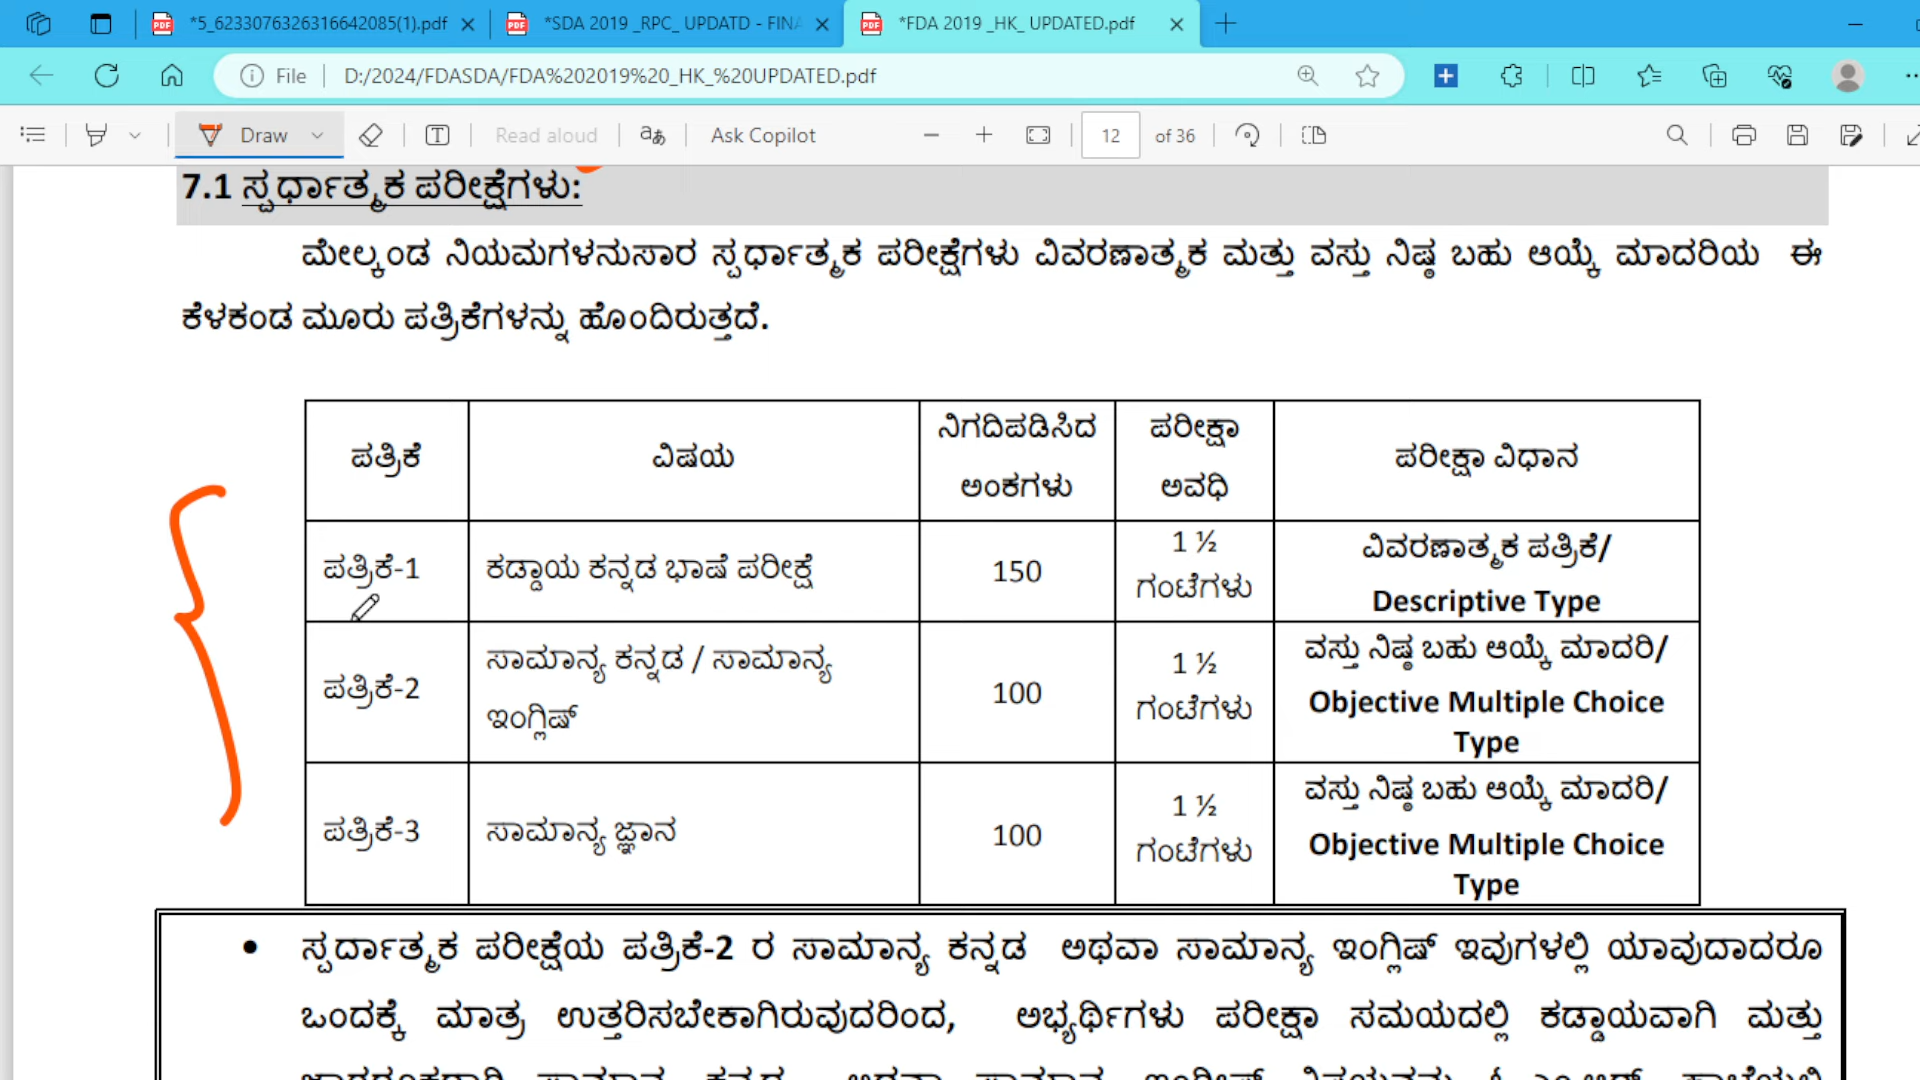 *5_6233076326316642085(1).pdf
*SDA 2019 _RPC_ UPDATD - FINA
*FDA 2019 _HK_ UPDATED.pdf
File
D:/2024/FDASDA/FDA%202019%20_HK_%20UPDATED.pdf
Draw
Read aloud
Ask Copilot
12 of 36
7.1 ಸ್ಪರ್ಧಾತ್ಮಕ ಪರೀಕ್ಷೆಗಳು:
ಮೇಲ್ಕಂಡ ನಿಯಮಗಳನುಸಾರ ಸ್ಪರ್ಧಾತ್ಮಕ ಪರೀಕ್ಷೆಗಳು ವಿವರಣಾತ್ಮಕ ಮತ್ತು ವಸ್ತು ನಿಷ್ಠ ಬಹು ಆಯ್ಕೆ ಮಾದರಿಯ ಈ
ಕೆಳಕಂಡ ಮೂರು ಪತ್ರಿಕೆಗಳನ್ನು ಹೊಂದಿರುತ್ತದೆ.
ಪತ್ರಿಕೆ
ವಿಷಯ
ನಿಗದಿಪಡಿಸಿದ
ಅಂಕಗಳು
ಪರೀಕ್ಷಾ
ಅವಧಿ
ಪರೀಕ್ಷಾ ವಿಧಾನ
ಪತ್ರಿಕೆ-1
ಕಡ್ಡಾಯ ಕನ್ನಡ ಭಾಷೆ ಪರೀಕ್ಷೆ
150
1 ½
ಗಂಟೆಗಳು
ವಿವರಣಾತ್ಮಕ ಪತ್ರಿಕೆ/
Descriptive Type
ಪತ್ರಿಕೆ-2
ಸಾಮಾನ್ಯ ಕನ್ನಡ / ಸಾಮಾನ್ಯ
ಇಂಗ್ಲಿಷ್
100
1 ½
ಗಂಟೆಗಳು
ವಸ್ತು ನಿಷ್ಠ ಬಹು ಆಯ್ಕೆ ಮಾದರಿ/
Objective Multiple Choice
Type
ಪತ್ರಿಕೆ-3
ಸಾಮಾನ್ಯ ಜ್ಞಾನ
100
1 ½
ಗಂಟೆಗಳು
ವಸ್ತು ನಿಷ್ಠ ಬಹು ಆಯ್ಕೆ ಮಾದರಿ/
Objective Multiple Choice
Type
• ಸ್ಪರ್ದಾತ್ಮಕ ಪರೀಕ್ಷೆಯ ಪತ್ರಿಕೆ-2 ರ ಸಾಮಾನ್ಯ ಕನ್ನಡ ಅಥವಾ ಸಾಮಾನ್ಯ ಇಂಗ್ಲಿಷ್ ಇವುಗಳಲ್ಲಿ ಯಾವುದಾದರೂ
ಒಂದಕ್ಕೆ ಮಾತ್ರ ಉತ್ತರಿಸಬೇಕಾಗಿರುವುದರಿಂದ, ಅಭ್ಯರ್ಥಿಗಳು ಪರೀಕ್ಷಾ ಸಮಯದಲ್ಲಿ ಕಡ್ಡಾಯವಾಗಿ ಮತ್ತು